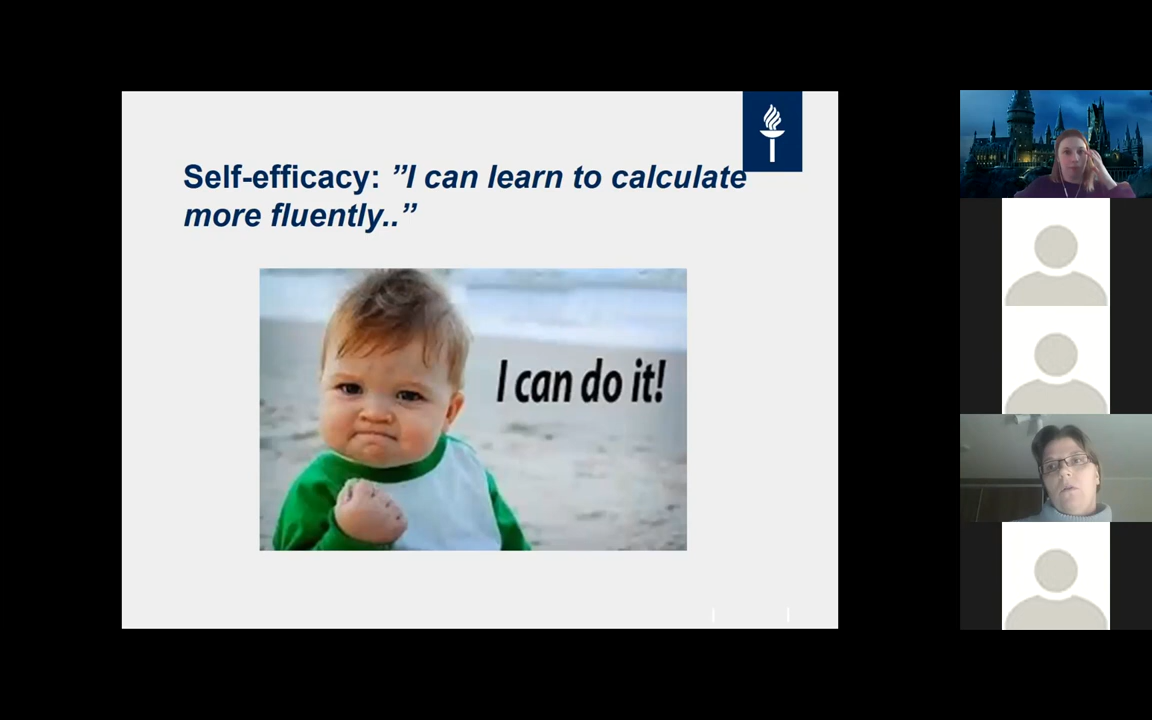 Self-efficacy: ”I can learn to calculate
more fluently..”
I can do it!